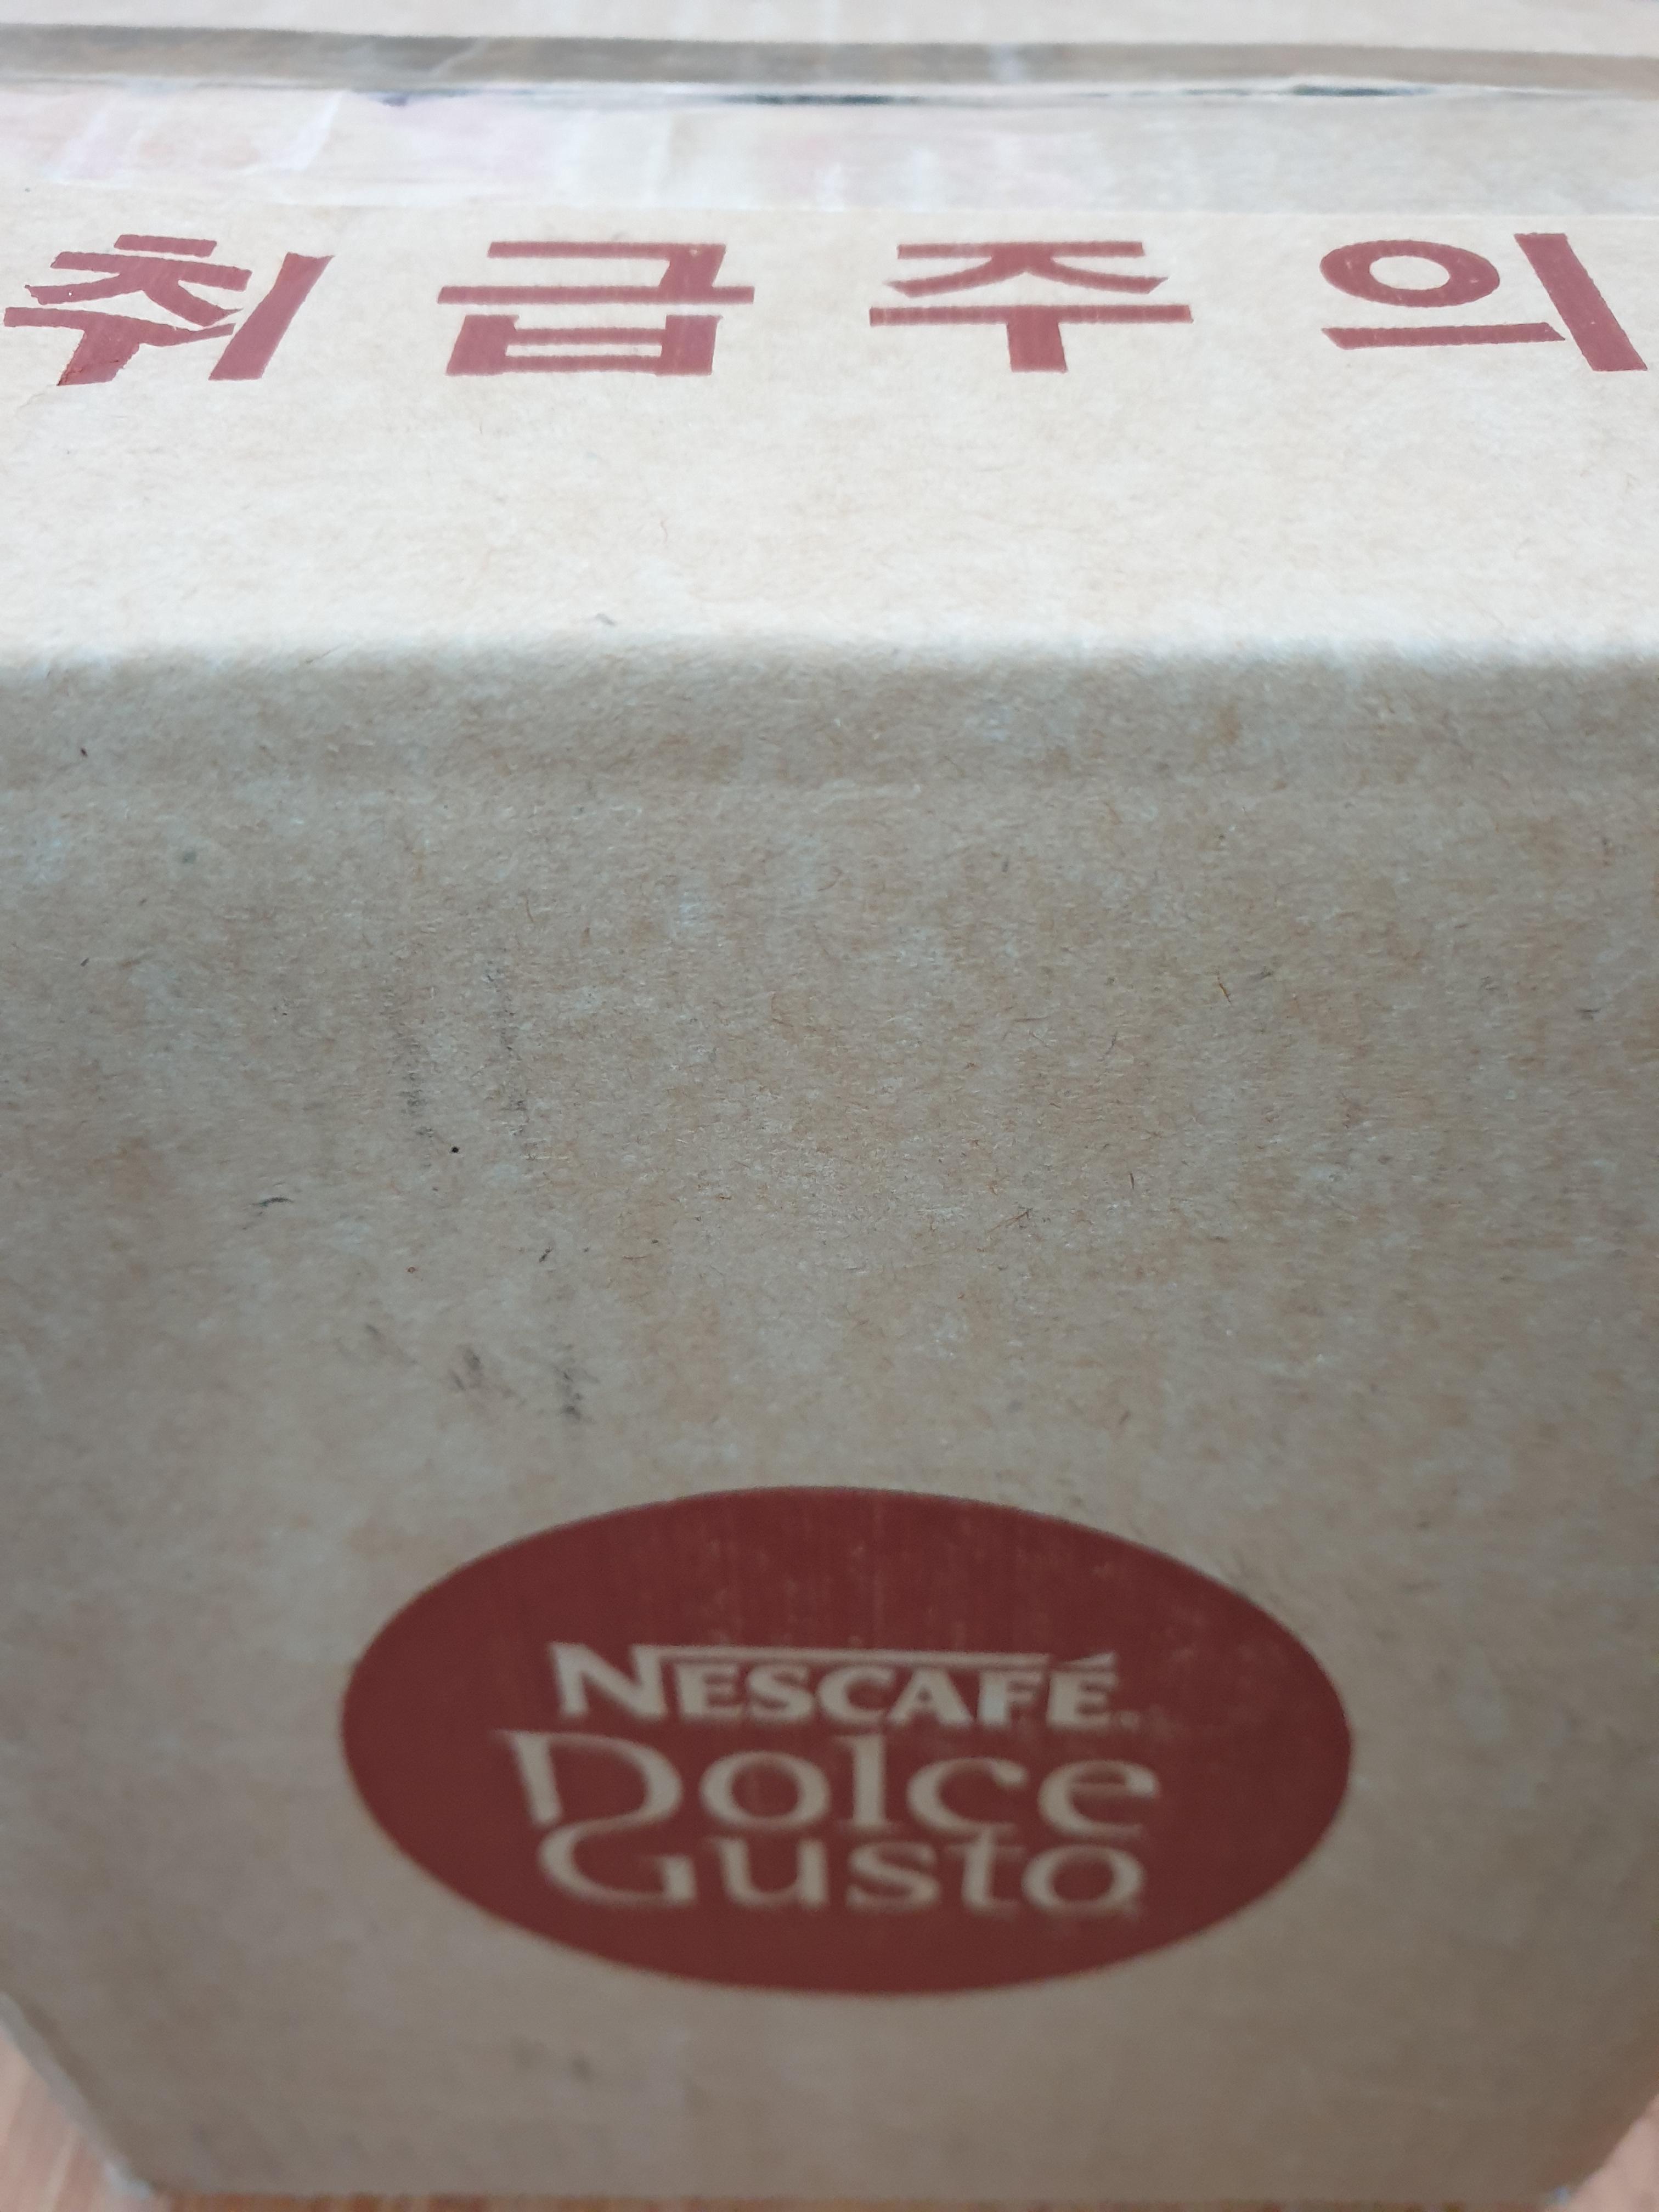 취급주의
NESCAFÉ
Dolce
Gusto